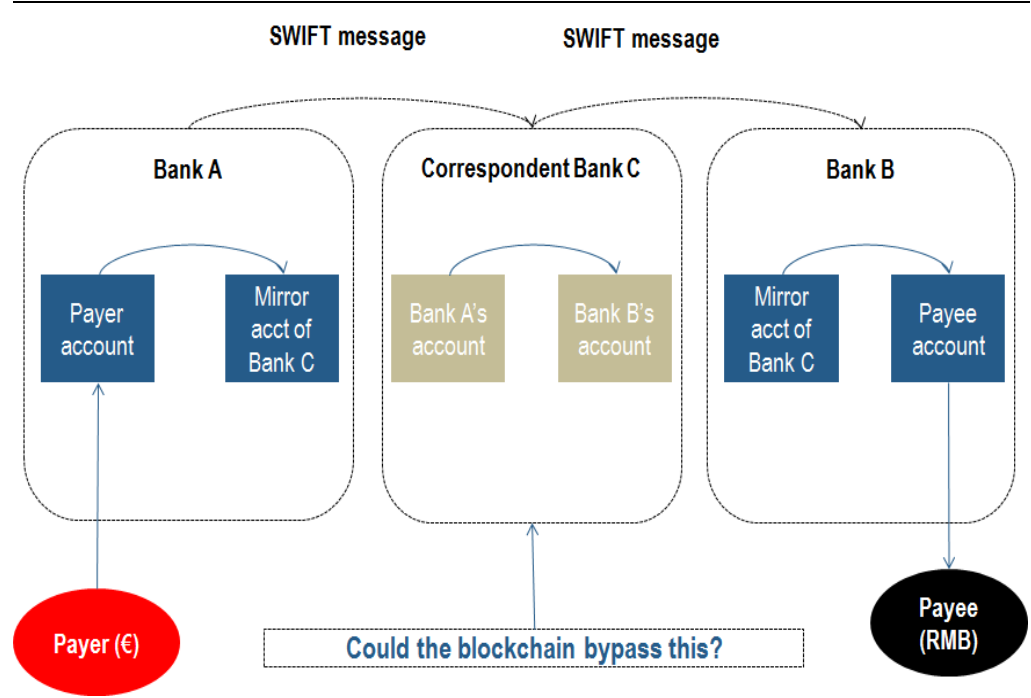 SWIFT message
SWIFT message
Bank A
Correspondent Bank C
Bank B
Payer
account
Mirror
acct of
Bank C
Bank A's
account
Bank B's
account
Mirror
acct of
Bank C
Payee
account
Payer (€)
Could the blockchain bypass this?
Payee
(RMB)